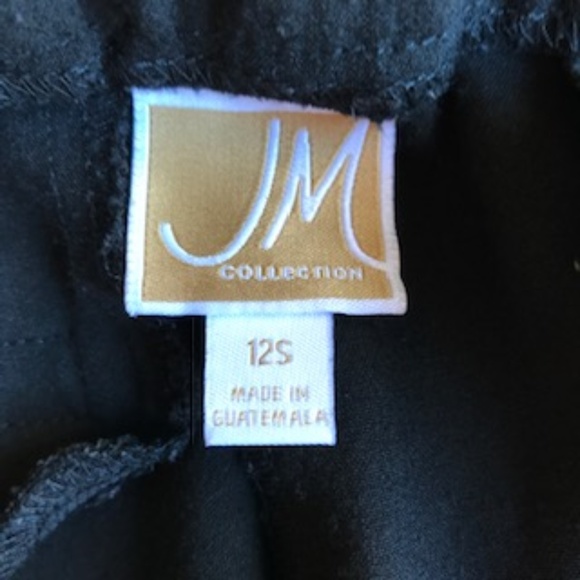 JM
COLLECTION
12S
MADE IN
GUATEMALA